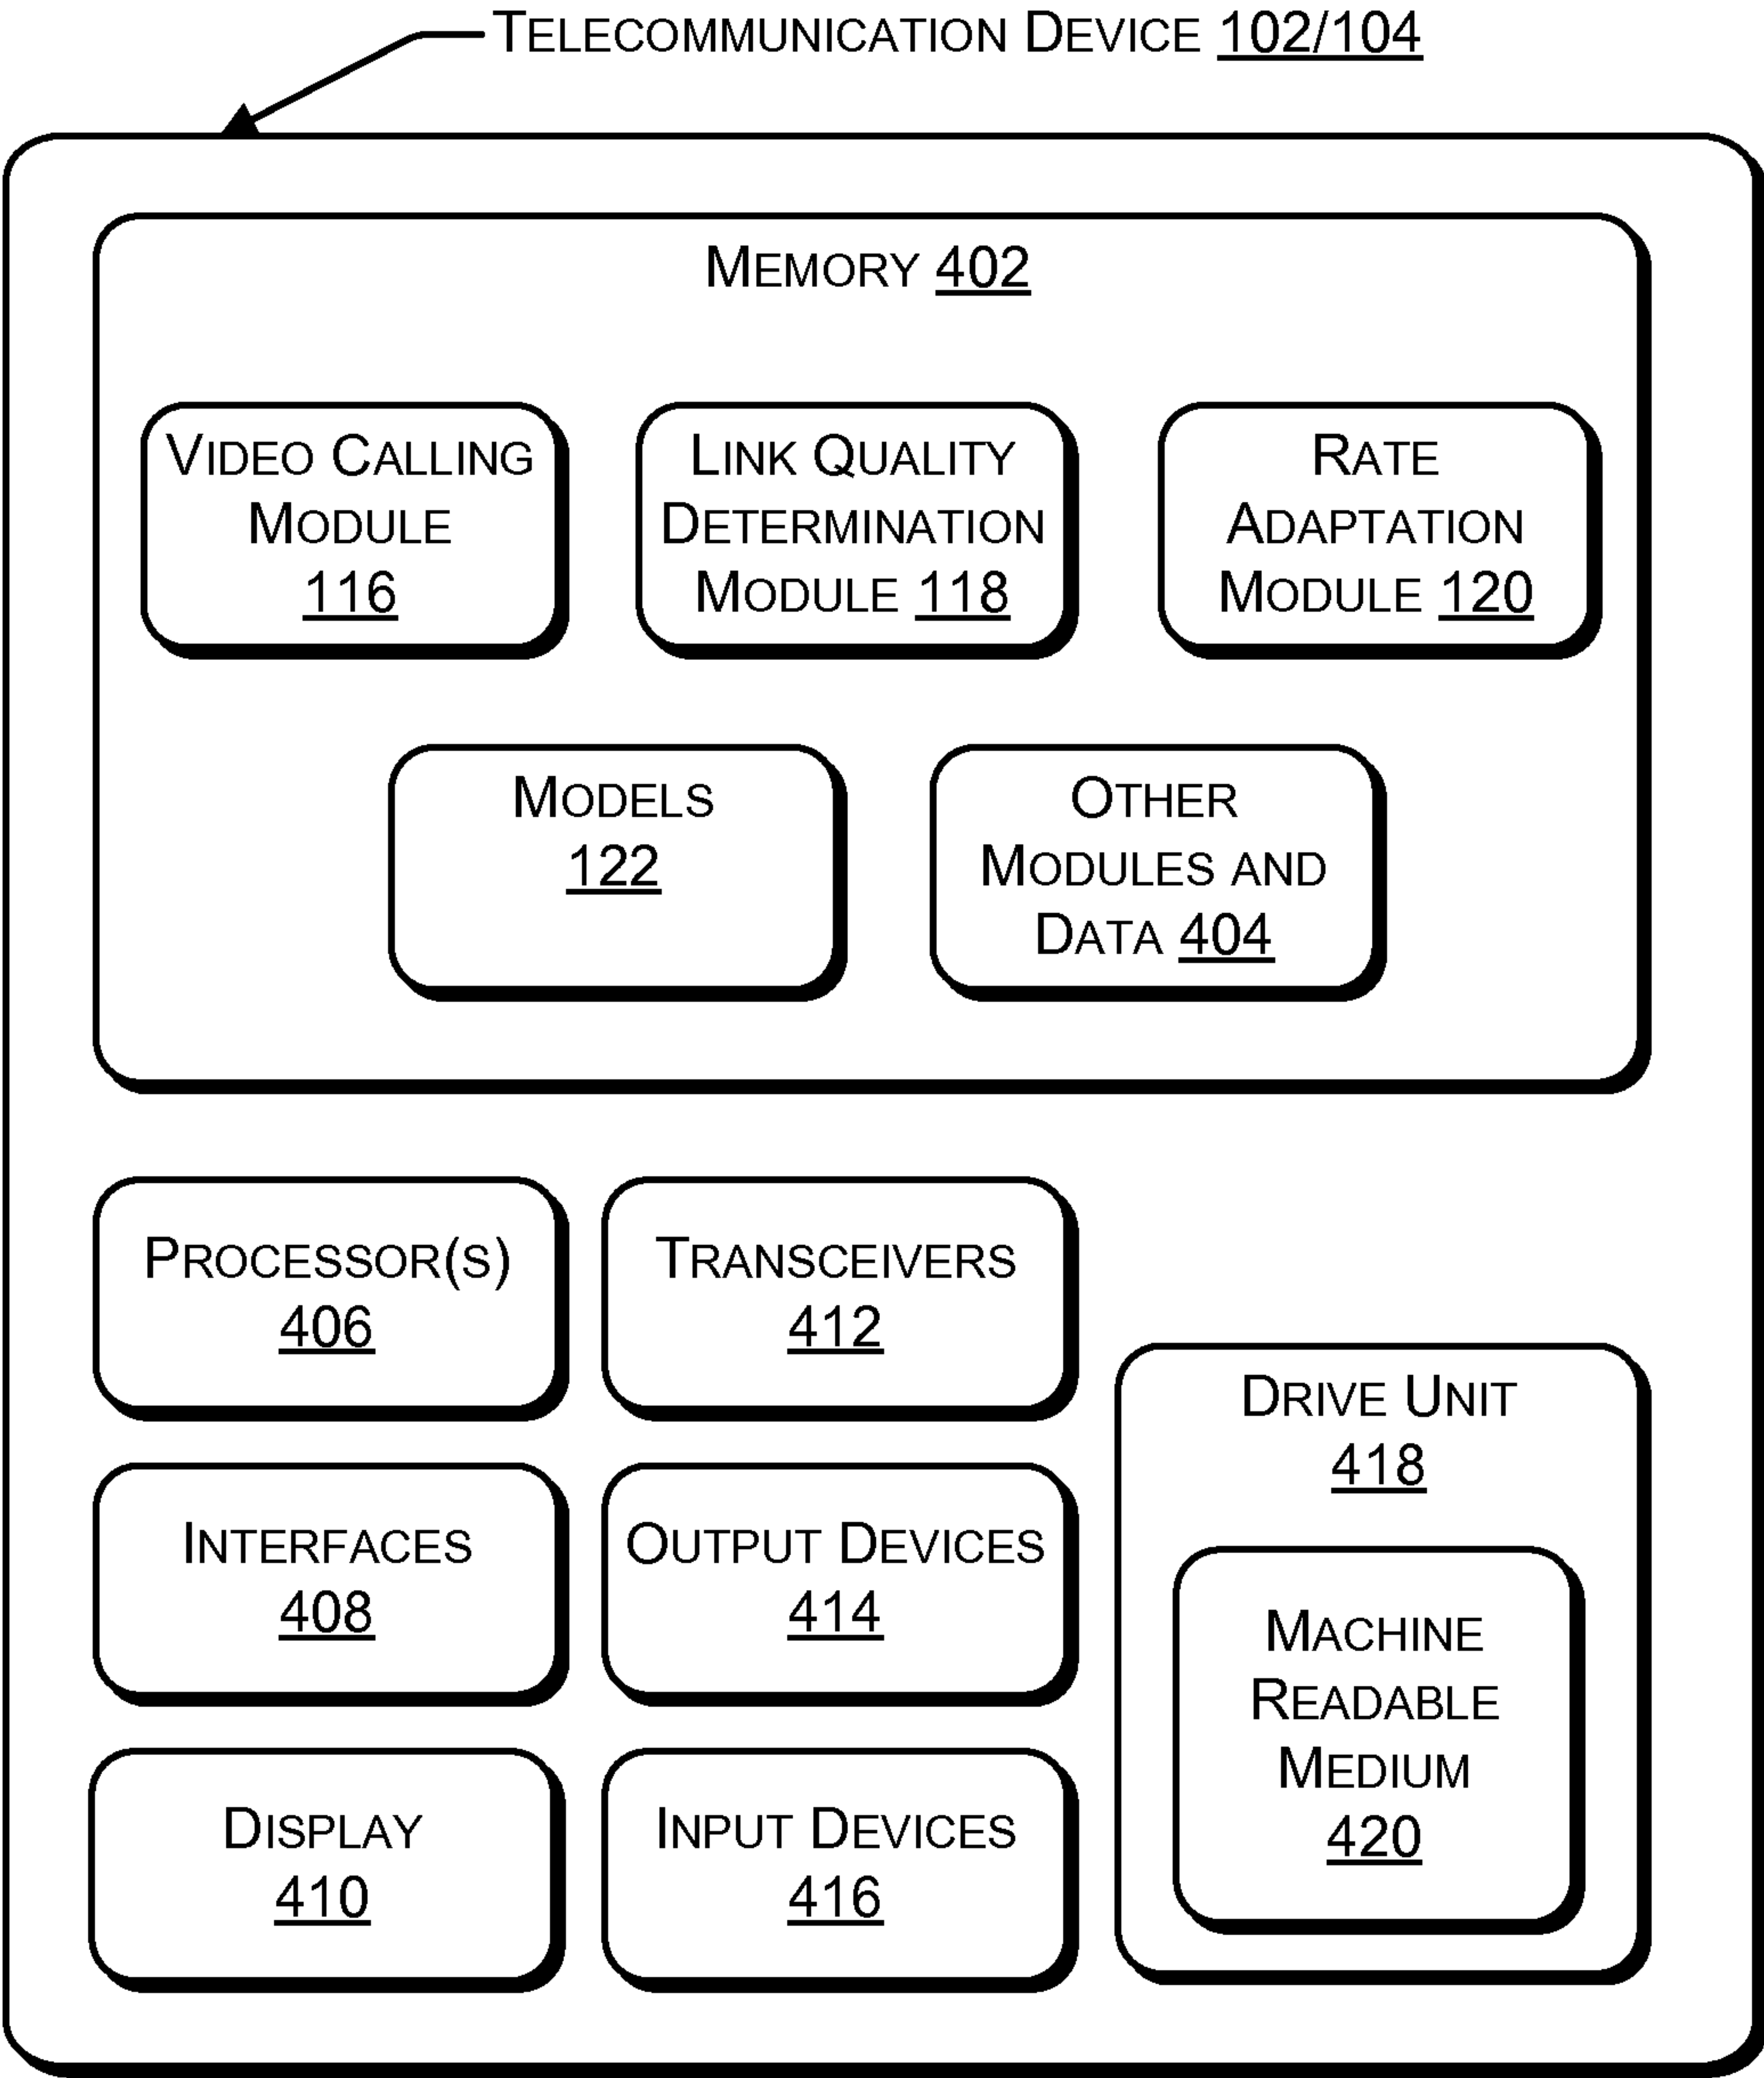 TELECOMMUNICATION DEVICE 102/104
MEMORY 402
VIDEO CALLING
MODULE
116
LINK QUALITY
DETERMINATION
MODULE 118
RATE
ADAPTATION
MODULE 120
MODELS
122
OTHER
MODULES AND
DATA 404
PROCESSOR(S)
406
TRANSCEIVERS
412
INTERFACES
408
OUTPUT DEVICES
414
DISPLAY
410
INPUT DEVICES
416
DRIVE UNIT
418
MACHINE
READABLE
MEDIUM
420